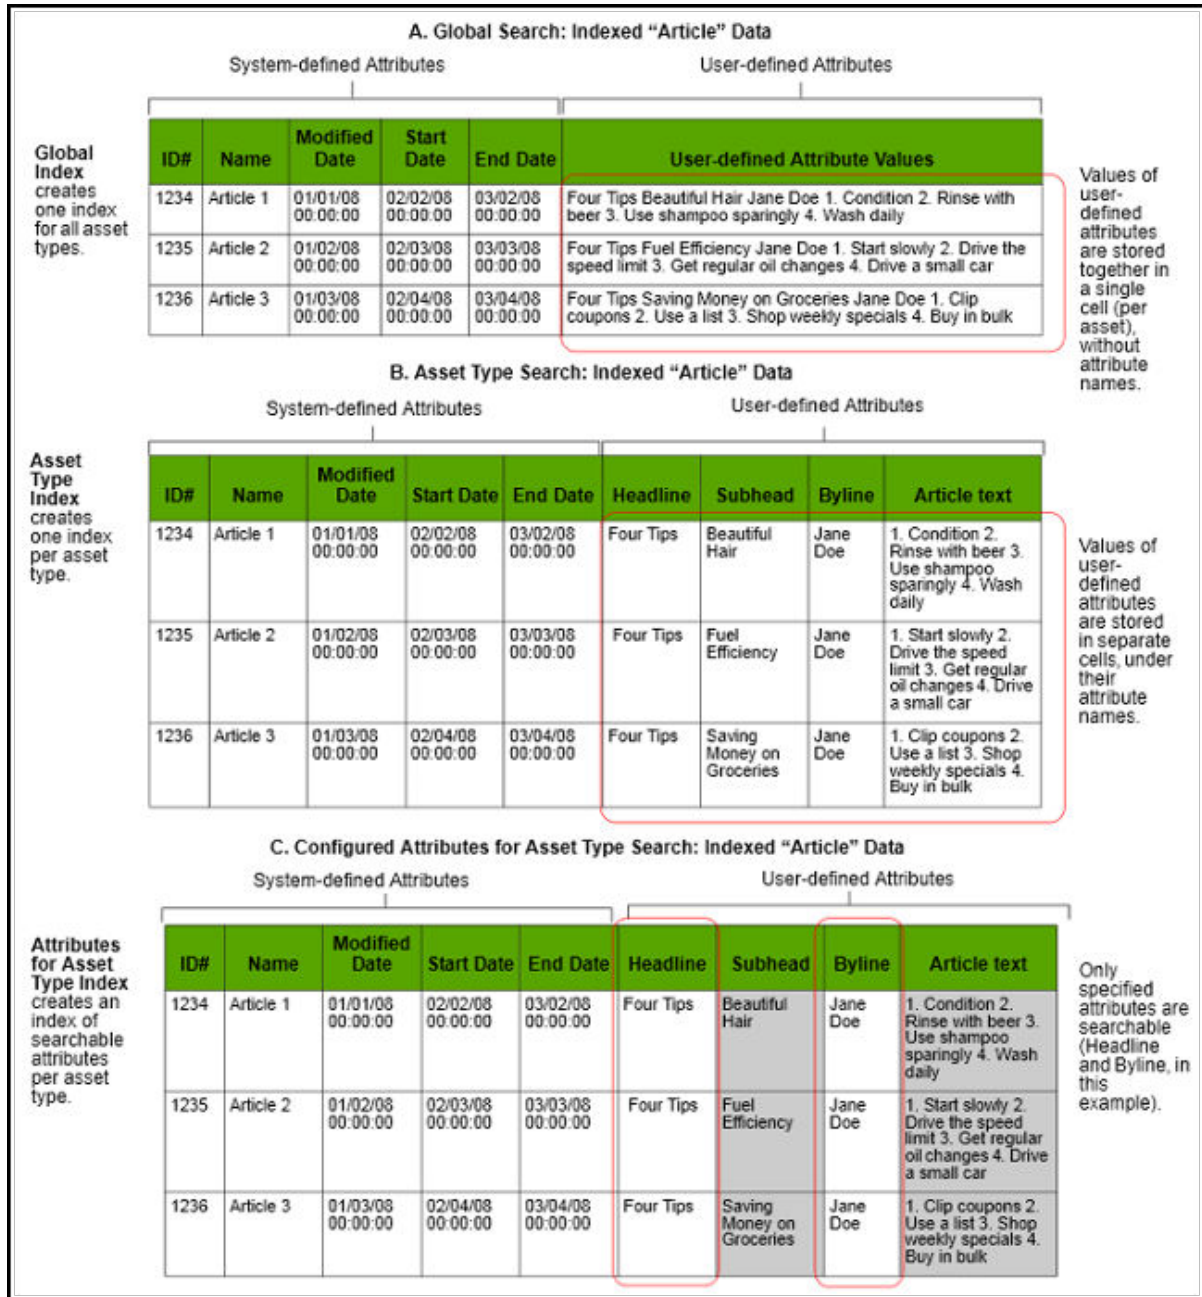 A. Global Search: Indexed “Article” Data
System-defined Attributes
User-defined Attributes
Global
Index
creates
one index
for all asset
types.
ID# Name Modified Date Start Date End Date User-defined Attribute Values
1234 Article 1 01/01/08 00:00:00 02/02/08 00:00:00 03/02/08 00:00:00 Four Tips Beautiful Hair Jane Doe 1. Condition 2. Rinse with
beer 3. Use shampoo sparingly 4. Wash daily
1235 Article 2 01/02/08 00:00:00 02/03/08 00:00:00 03/03/08 00:00:00 Four Tips Fuel Efficiency Jane Doe 1. Start slowly 2. Drive the
speed limit 3. Get regular oil changes 4. Drive a small car
1236 Article 3 01/03/08 00:00:00 02/04/08 00:00:00 03/04/08 00:00:00 Four Tips Saving Money on Groceries Jane Doe 1. Clip
coupons 2. Use a list 3. Shop weekly specials 4. Buy in bulk
Values of
user-
defined
attributes
are stored
together in
a single
cell (per
asset),
without
attribute
names.
B. Asset Type Search: Indexed “Article” Data
System-defined Attributes
User-defined Attributes
Asset
Type
Index
creates
one index
per asset
type.
ID# Name Modified Date Start Date End Date Headline Subhead Byline Article text
1234 Article 1 01/01/08 00:00:00 02/02/08 00:00:00 03/02/08 00:00:00 Four Tips Beautiful Hair Jane Doe 1. Condition 2.
Rinse with beer 3.
Use shampoo
sparingly 4. Wash
daily
1235 Article 2 01/02/08 00:00:00 02/03/08 00:00:00 03/03/08 00:00:00 Four Tips Fuel Efficiency Jane Doe 1. Start slowly 2.
Drive the speed
limit 3. Get regular
oil changes 4. Drive
a small car
1236 Article 3 01/03/08 00:00:00 02/04/08 00:00:00 03/04/08 00:00:00 Four Tips Saving Money on Groceries Jane Doe 1. Clip coupons 2.
Use a list 3. Shop
weekly specials 4.
Buy in bulk
Values of
user-
defined
attributes
are stored
in separate
cells, under
their
attribute
names.
C. Configured Attributes for Asset Type Search: Indexed “Article” Data
System-defined Attributes
User-defined Attributes
Attributes
for Asset
Type Index
creates an
index of
searchable
attributes
per asset
type.
ID# Name Modified Date Start Date End Date Headline Subhead Byline Article text
1234 Article 1 01/01/08 00:00:00 02/02/08 00:00:00 03/02/08 00:00:00 Four Tips Beautiful Hair Jane Doe 1. Condition 2.
Rinse with beer 3.
Use shampoo
sparingly 4. Wash
daily
1235 Article 2 01/02/08 00:00:00 02/03/08 00:00:00 03/03/08 00:00:00 Four Tips Fuel Efficiency Jane Doe 1. Start slowly 2.
Drive the speed
limit 3. Get regular
oil changes 4. Drive
a small car
1236 Article 3 01/03/08 00:00:00 02/04/08 00:00:00 03/04/08 00:00:00 Four Tips Saving Money on Groceries Jane Doe 1. Clip coupons 2.
Use a list 3. Shop
weekly specials 4.
Buy in bulk
Only
specified
attributes are
searchable
(Headline
and Byline, in
this
example).